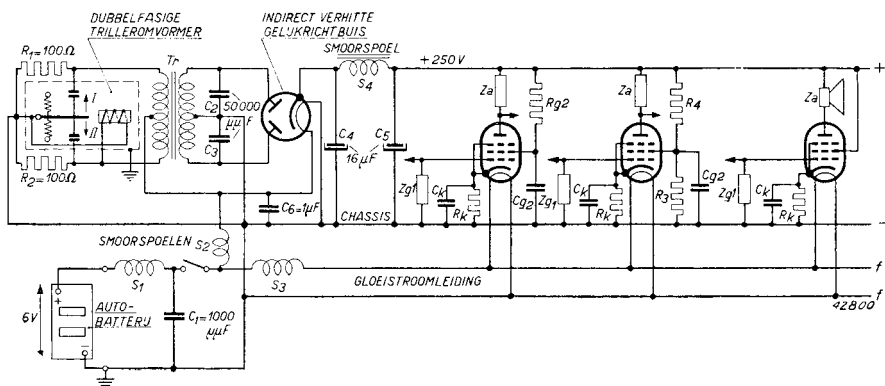 DUBBELFASIGE
TRILLEROMVORMER
INDIRECT VERHITTE
GELIJKRICHTBUIS
SMOORSPOEL
S4
+250V
+
R1=100Ω
Tr
I
II
C2
50000
μμF
C3
C4
16μF
C5
Za
Rg2
Za
R4
Za
R2=100Ω
Zg1
Ck
Rk
Cg2
Zg1
Ck
Rk
R3
Cg2
Zg1
Ck
Rk
C6=1μF
CHASSIS
-
SMOORSPOELEN
S2
S1
S3
GLOEISTROOMLEIDING
f
f
6V
+
AUTO-
BATTERIJ
-
C1=1000
μμF
42800